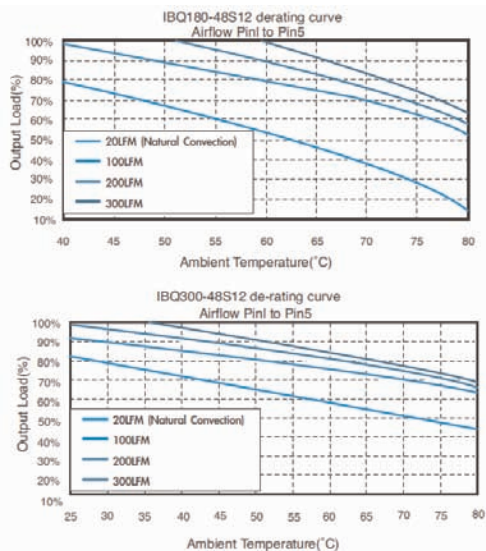 IBQ180-48S12 derating curve
Airflow PinI to Pin5
100%
90%
80%
70%
60%
50%
40%
30%
20%
10%
Output Load(%)
20LFM (Natural Convection)
100LFM
200LFM
300LFM
40 45 50 55 60 65 70 75 80
Ambient Temperature(°C)
IBQ300-48S12 de-rating curve
Airflow PinI to Pin5
100%
90%
80%
70%
60%
50%
40%
30%
20%
10%
Output Load(%)
20LFM (Natural Convection)
100LFM
200LFM
300LFM
25 30 35 40 45 50 55 60 70 75 80
Ambient Temperature(°C)